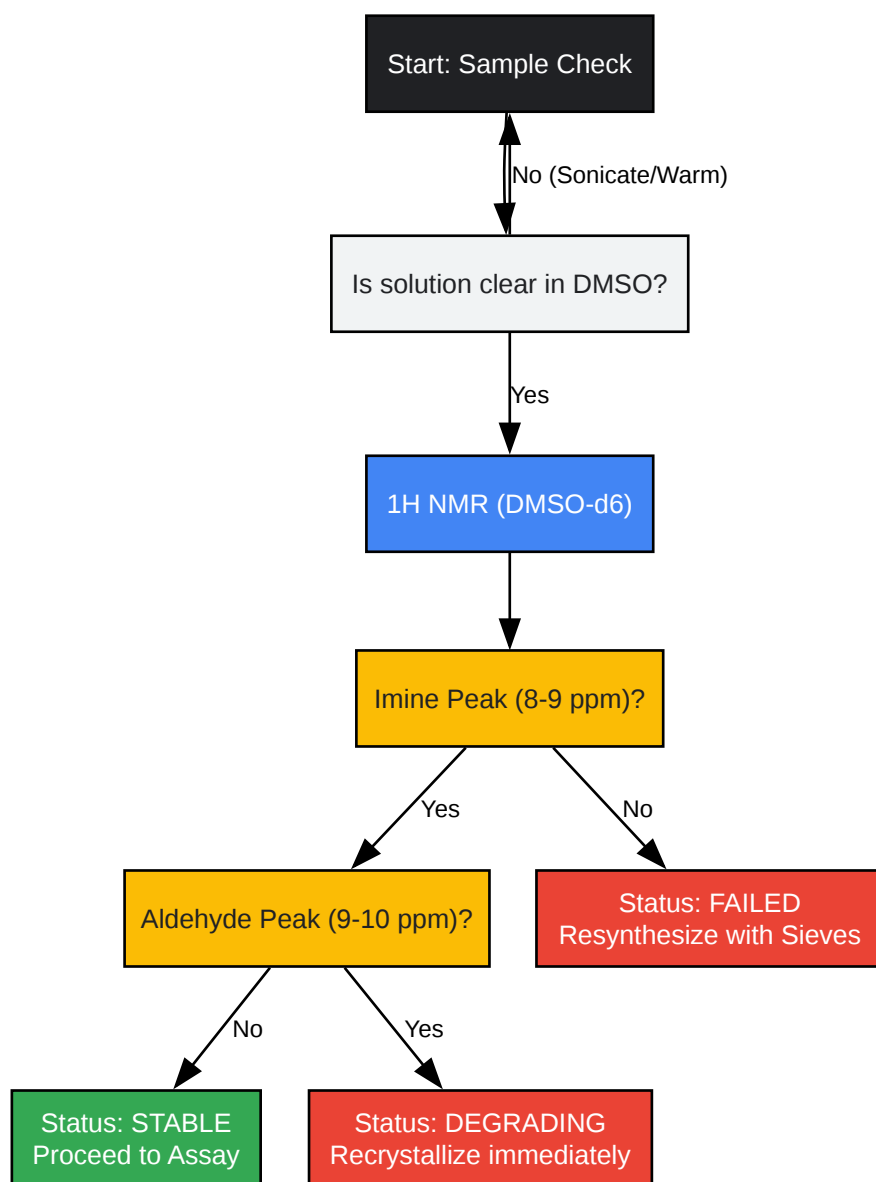 Start: Sample Check
No (Sonicate/Warm)
Is solution clear in DMSO?
Yes
1H NMR (DMSO-d6)
Imine Peak (8-9 ppm)?
Yes
No
Aldehyde Peak (9-10 ppm)?
Status: FAILED
Resynthesize with Sieves
No
Yes
Status: STABLE
Proceed to Assay
Status: DEGRADING
Recrystallize immediately